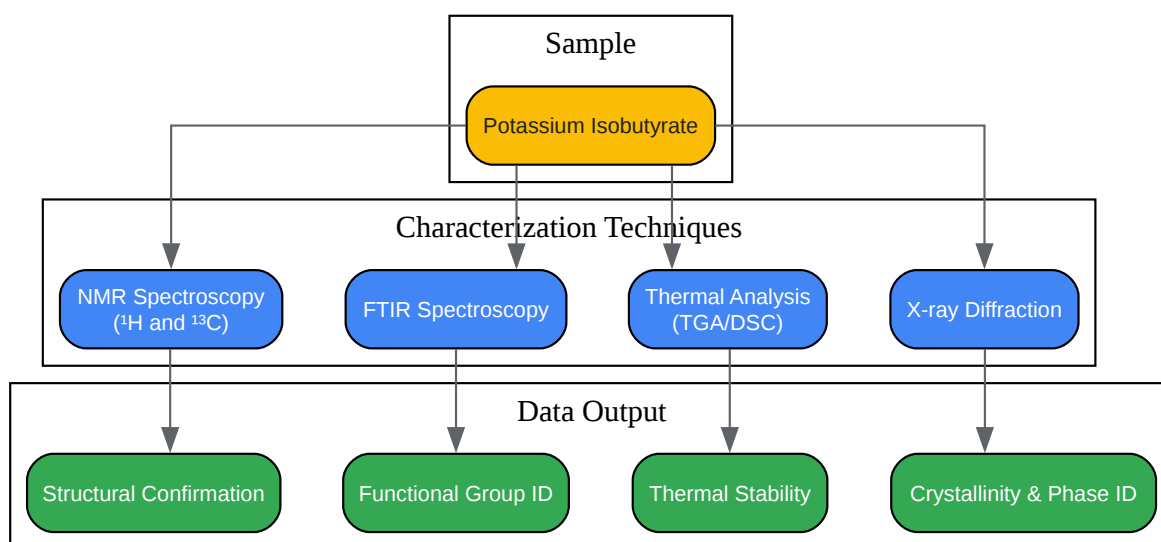 Sample
Potassium Isobutyrate
Characterization Techniques
NMR Spectroscopy
(¹H and ¹³C)
FTIR Spectroscopy
Thermal Analysis
(TGA/DSC)
X-ray Diffraction
Data Output
Structural Confirmation
Functional Group ID
Thermal Stability
Crystallinity & Phase ID